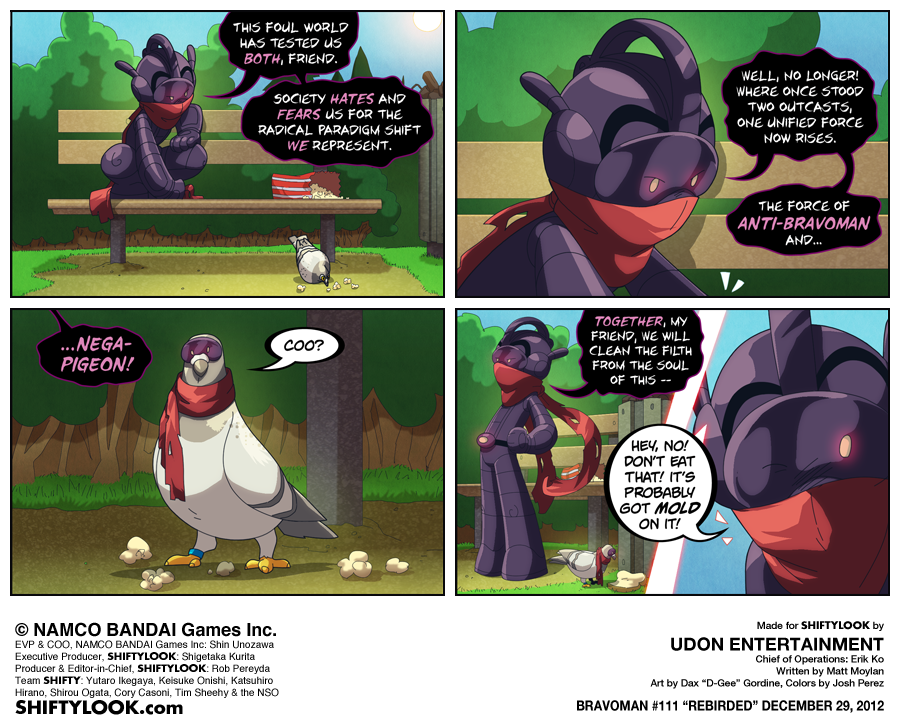 THIS FOUL WORLD
HAS TESTED US
BOTH, FRIEND.
SOCIETY HATES AND
FEARS US FOR THE
RADICAL PARADIGM SHIFT
WE REPRESENT.
WELL, NO LONGER!
WHERE ONCE STOOD
TWO OUTCASTS,
ONE UNIFIED FORCE
NOW RISES.
THE FORCE OF
ANTI-BRAVOMAN
AND...
...NEGA-
PIGEON!
COO?
TOGETHER, MY
FRIEND, WE WILL
CLEAN THE FILTH
FROM THE SOUL
OF THIS --
HEY, NO!
DON'T EAT
THAT! IT'S
PROBABLY
GOT MOLD
ON IT!
© NAMCO BANDAI Games Inc.
EVP & COO, NAMCO BANDAI Games Inc: Shin Unozawa
Executive Producer, SHIFTYLOOK: Shigetaka Kurita
Producer & Editor-in-Chief, SHIFTYLOOK: Rob Pereyda
Team SHIFTY: Yutaro Ikegaya, Keisuke Onishi, Katsuhiro
Hirano, Shirou Ogata, Cory Casoni, Tim Sheehy & the NSO
SHIFTYLOOK.com
Made for SHIFTYLOOK by
UDON ENTERTAINMENT
Chief of Operations: Erik Ko
Written by Matt Moylan
Art by Dax "D-Gee" Gordine, Colors by Josh Perez
BRAVOMAN #111 "REBIRDED" DECEMBER 29, 2012